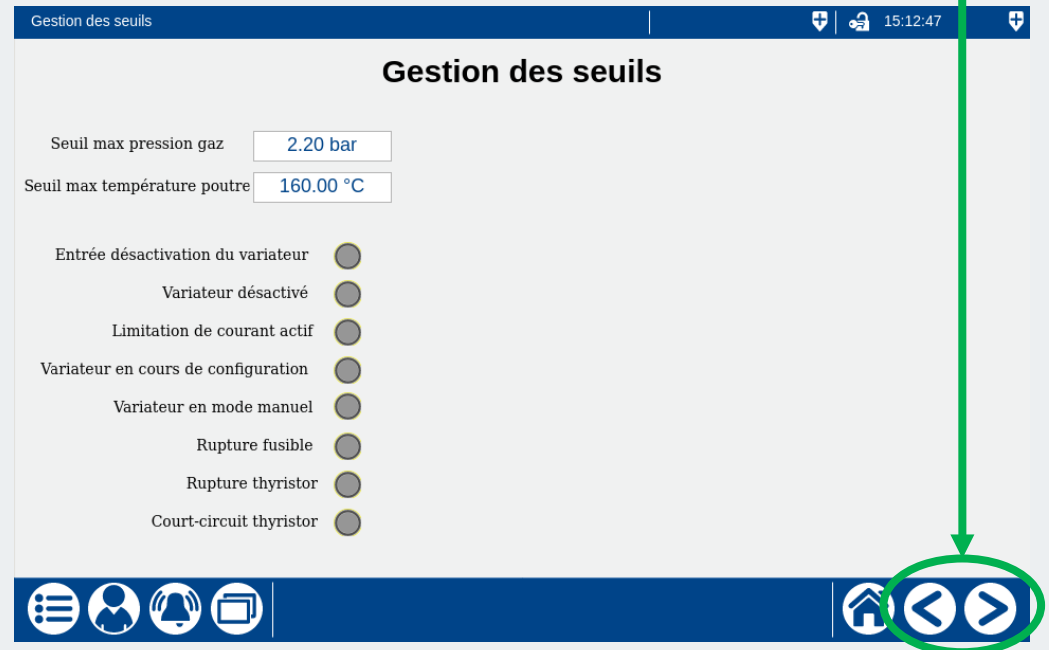 Gestion des seuils
15:12:47
Gestion des seuils
Seuil max pression gaz 2.20 bar
Seuil max température poutre 160.00 °C
Entrée désactivation du variateur
Variateur désactivé
Limitation de courant actif
Variateur en cours de configuration
Variateur en mode manuel
Rupture fusible
Rupture thyristor
Court-circuit thyristor